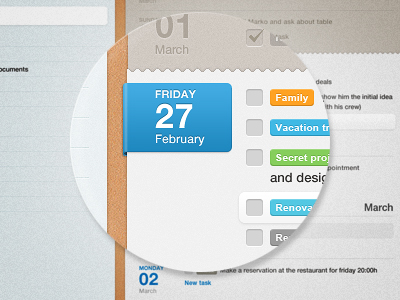 SUNDAY
01
March
Marko and ask about table
Task
ocuments
deals
FRIDAY
27
February
Family
how him the initial idea
with his crew)
Vacation tr
Secret proj
and desig
pointment
Renova
March
Re
MONDAY
02
March
New task
Make a reservation at the restaurant for friday 20:00h